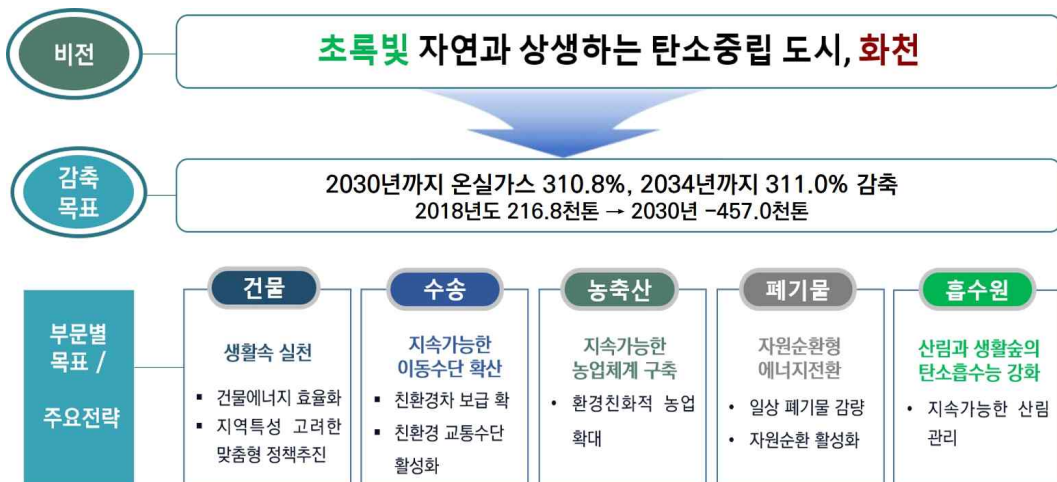 비전
초록빛 자연과 상생하는 탄소중립 도시, 화천
감축
목표
2030년까지 온실가스 310.8%, 2034년까지 311.0% 감축
2018년도 216.8천톤 → 2030년 -457.0천톤
부문별
목표 /
주요전략
건물
생활속 실천
▪ 건물에너지 효율화
▪ 지역특성 고려한
맞춤형 정책추진
수송
지속가능한
이동수단 확산
▪ 친환경차 보급 확
▪ 친환경 교통수단
활성화
농축산
지속가능한
농업체계 구축
• 환경친화적 농업
확대
폐기물
자원순환형
에너지전환
• 일상 폐기물 감량
• 자원순환 활성화
흡수원
산림과 생활숲의
탄소흡수능 강화
• 지속가능한 산림
관리